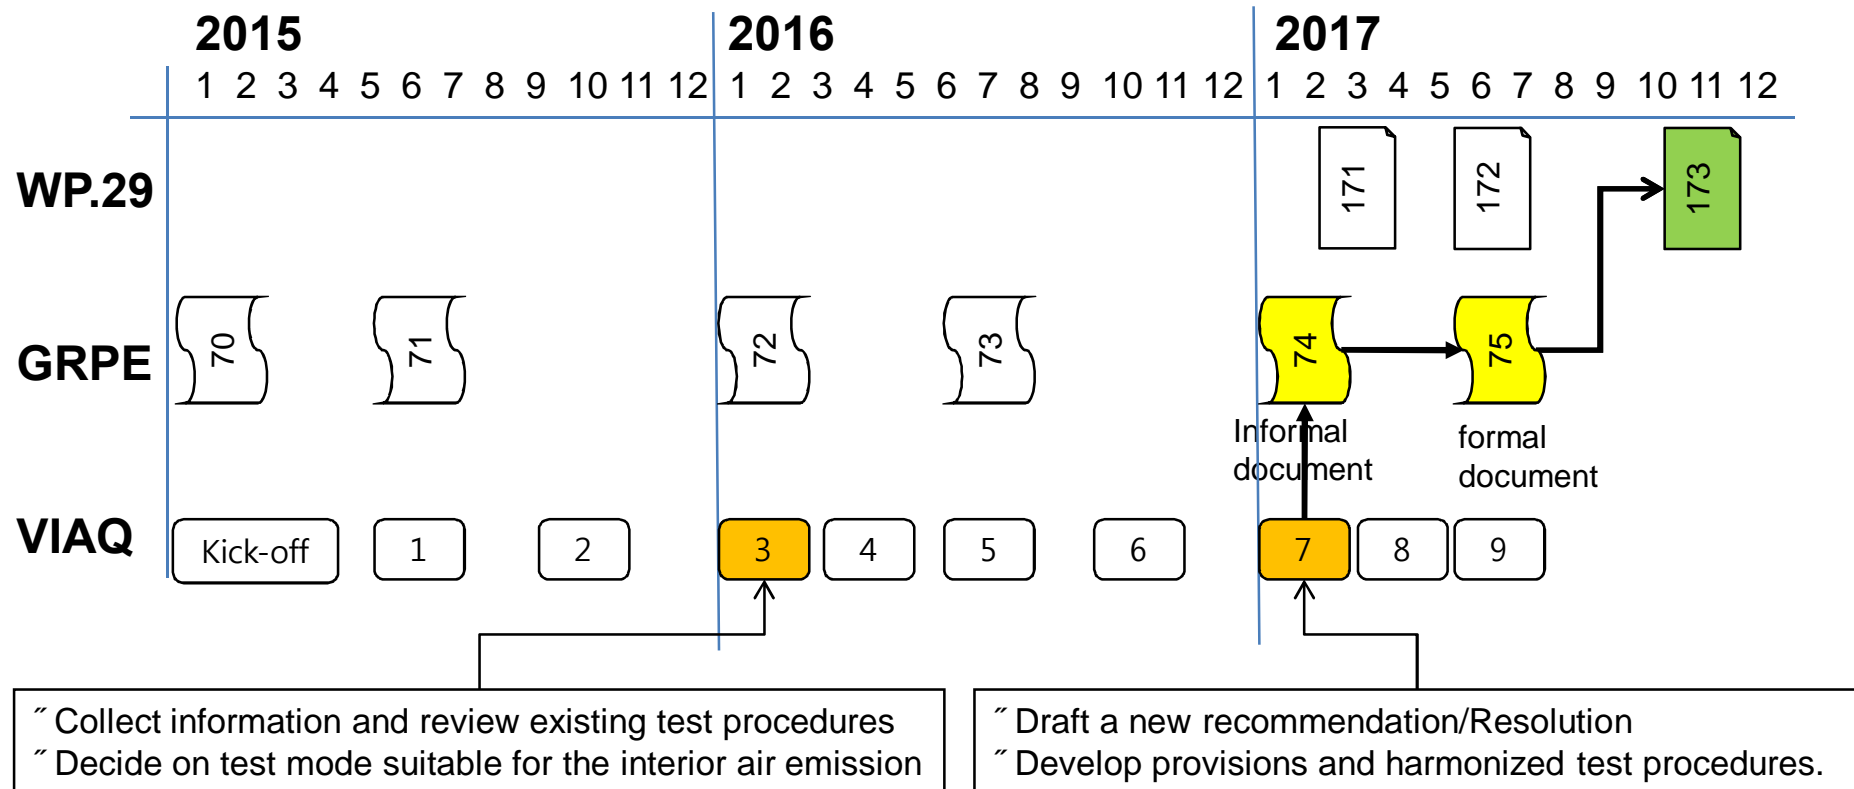 2015 2016 2017
1 2 3 4 5 6 7 8 9 10 11 12 1 2 3 4 5 6 7 8 9 10 11 12 1 2 3 4 5 6 7 8 9 10 11 12
WP.29 171 172 173
GRPE 70 71 72 73 74 75
Informal
document
formal
document
VIAQ Kick-off 1 2 3 4 5 6 7 8 9
˝ Collect information and review existing test procedures
˝ Decide on test mode suitable for the interior air emission
˝ Draft a new recommendation/Resolution
˝ Develop provisions and harmonized test procedures.